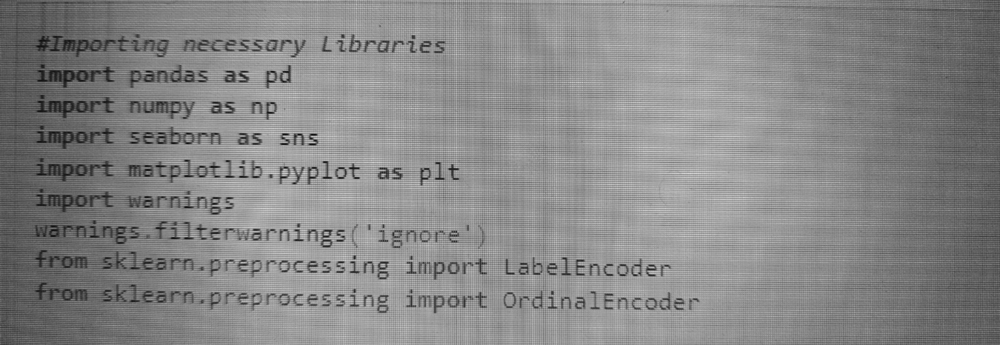 #Importing necessary Libraries
import pandas as pd
import numpy as np
import seaborn as sns
import matplotlib.pyplot as plt
import warnings
warnings.filterwarnings('ignore')
from sklearn.preprocessing import LabelEncoder
from sklearn.preprocessing import OrdinalEncoder